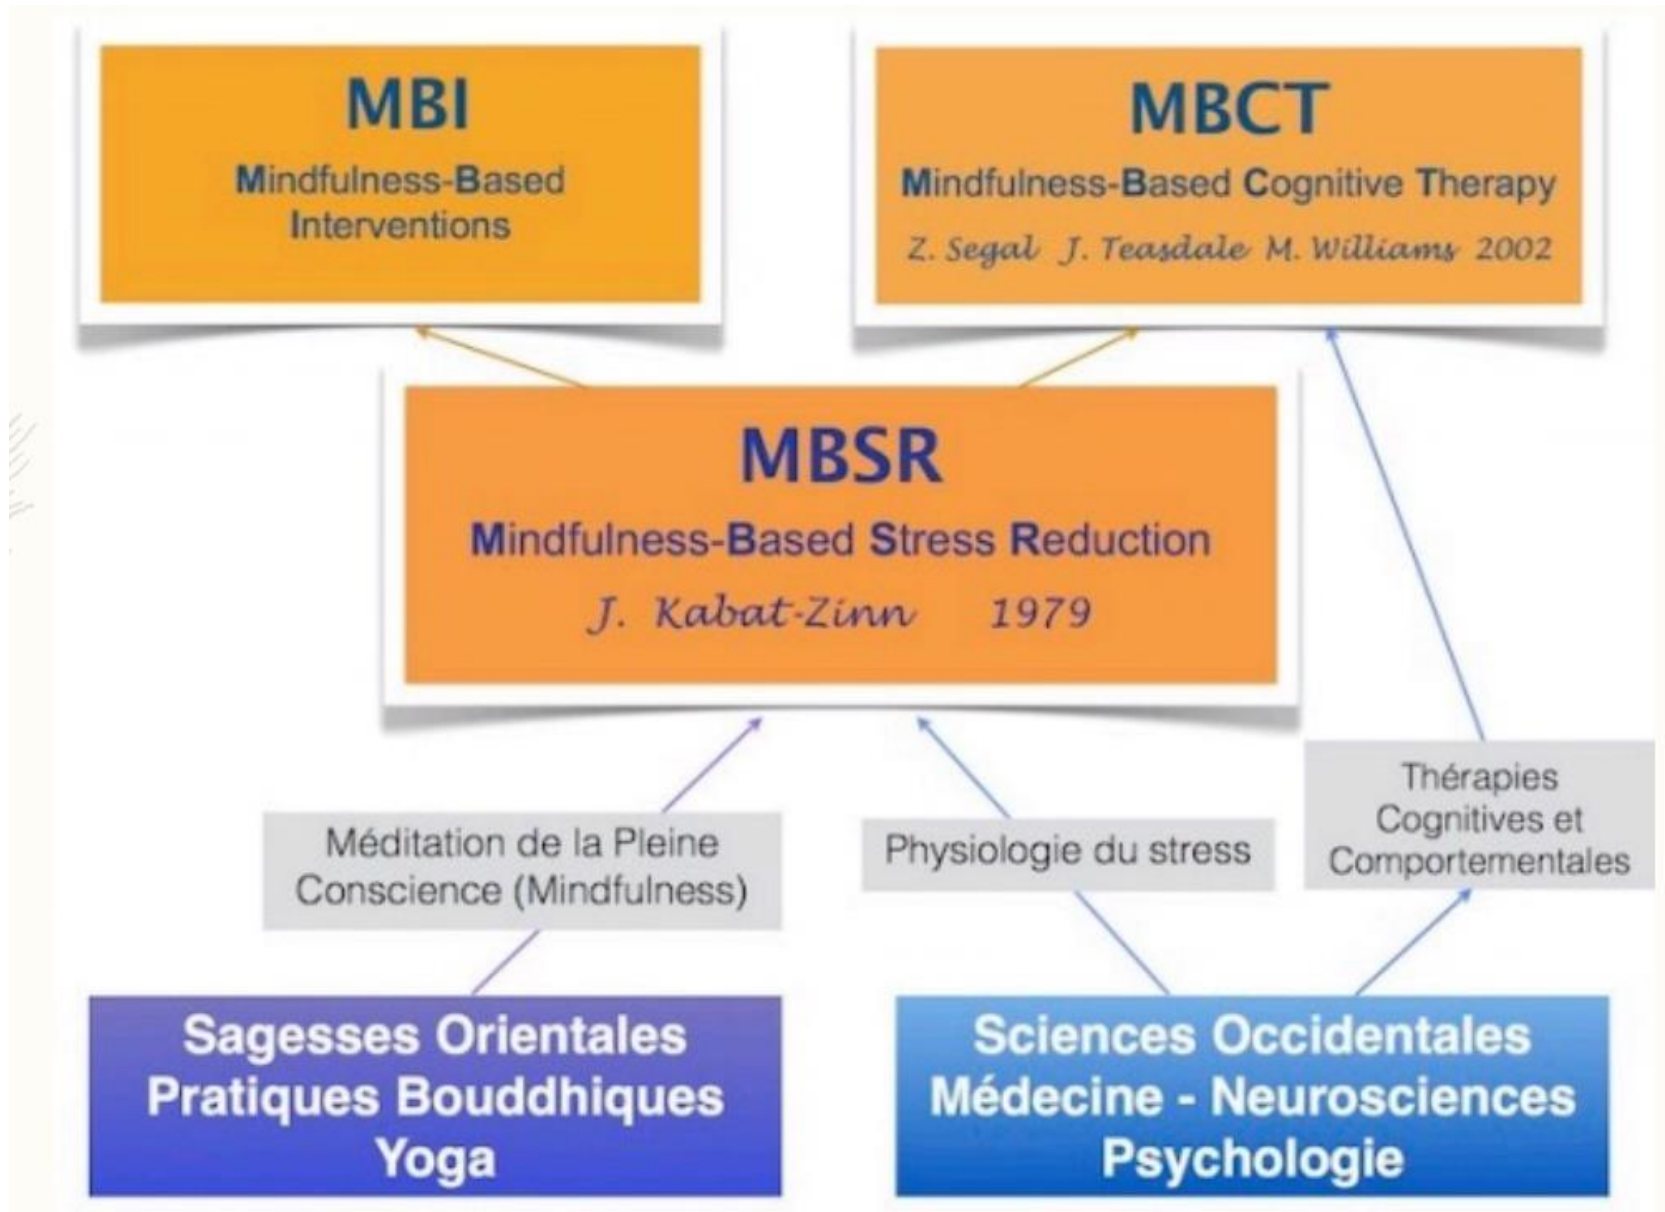 MBI
Mindfulness-Based
Interventions
MBCT
Mindfulness-Based Cognitive Therapy
Z. Segal J. Teasdale M. Williams 2002
MBSR
Mindfulness-Based Stress Reduction
J. Kabat-Zinn 1979
Méditation de la Pleine
Conscience (Mindfulness)
Physiologie du stress
Thérapies
Cognitives et
Comportementales
Sagesses Orientales
Pratiques Bouddhiques
Yoga
Sciences Occidentales
Médecine - Neurosciences
Psychologie